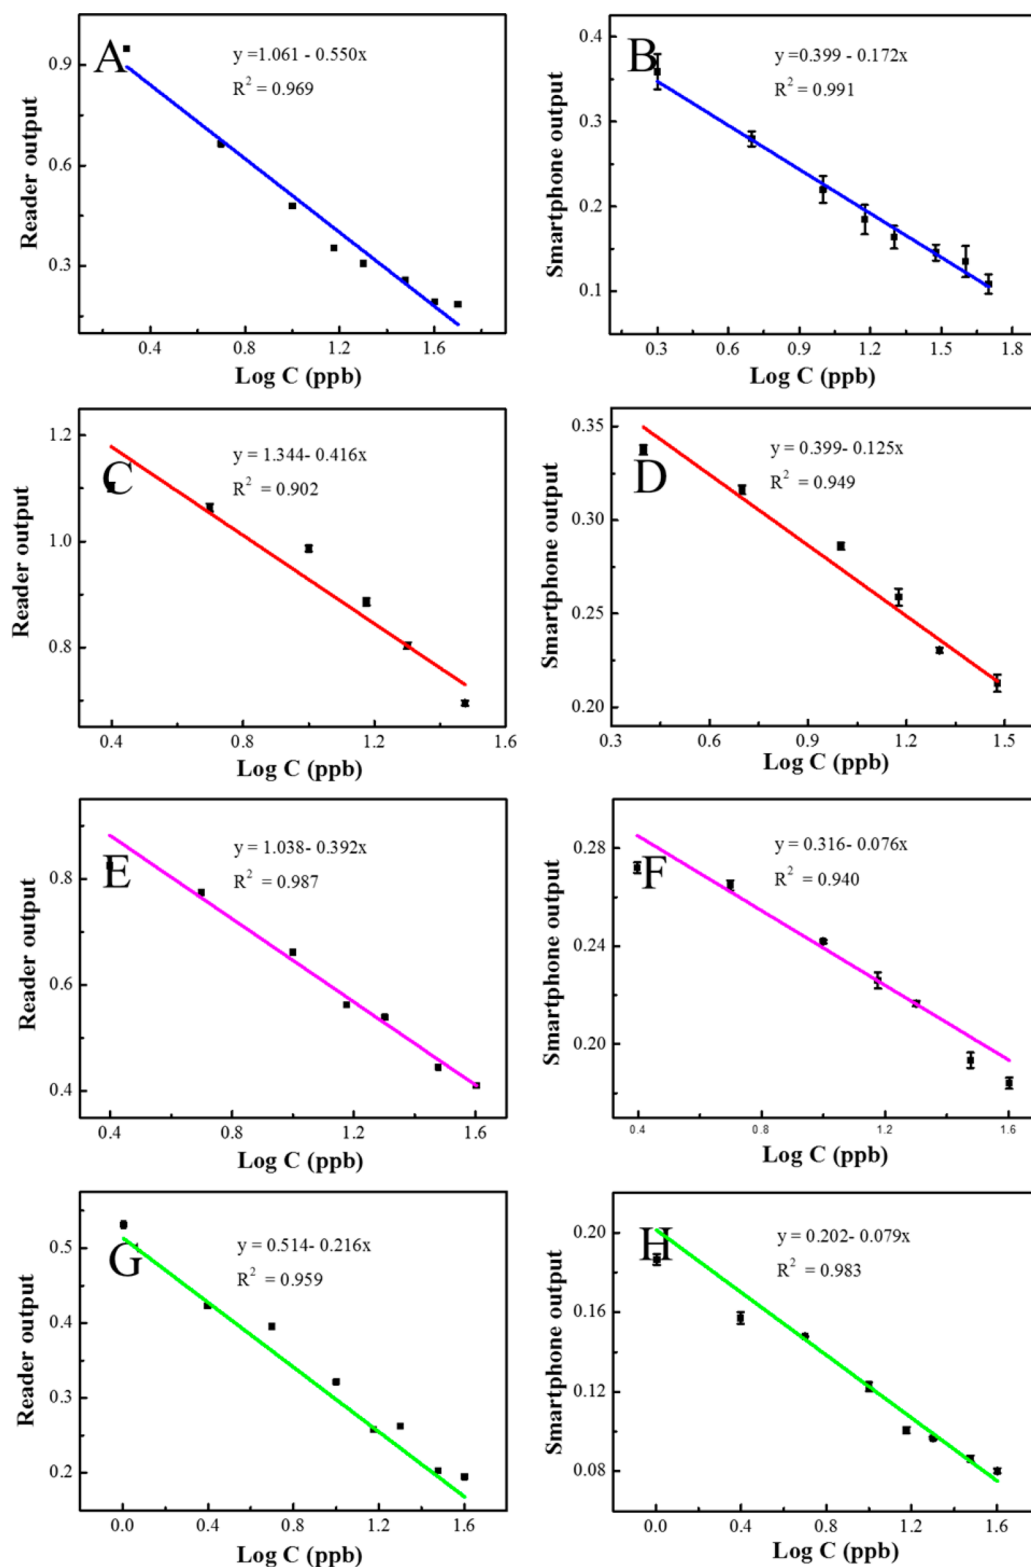 A
y =1.061 - 0.550x
R² = 0.969
Reader output
0.9
0.6
0.3
0.4
0.8
1.2
1.6
Log C (ppb)
B
y =0.399 - 0.172x
R² = 0.991
Smartphone output
0.4
0.3
0.2
0.1
0.3
0.6
0.9
1.2
1.5
1.8
Log C (ppb)
C
y = 1.344- 0.416x
R² = 0.902
Reader output
1.2
1.0
0.8
0.4
0.8
1.2
1.6
Log C (ppb)
D
y = 0.399- 0.125x
R² = 0.949
Smartphone output
0.35
0.30
0.25
0.20
0.3
0.6
0.9
1.2
1.5
Log C (ppb)
E
y = 1.038- 0.392x
R² = 0.987
Reader output
0.8
0.6
0.4
0.4
0.8
1.2
1.6
Log C (ppb)
F
y = 0.316- 0.076x
R² = 0.940
Smartphone output
0.28
0.24
0.20
0.4
0.8
1.2
1.6
Log C (ppb)
G
y = 0.514- 0.216x
R² = 0.959
Reader output
0.5
0.4
0.3
0.2
0.0
0.4
0.8
1.2
1.6
Log C (ppb)
H
y = 0.202- 0.079x
R² = 0.983
Smartphone output
0.20
0.16
0.12
0.08
0.0
0.4
0.8
1.2
1.6
Log C (ppb)